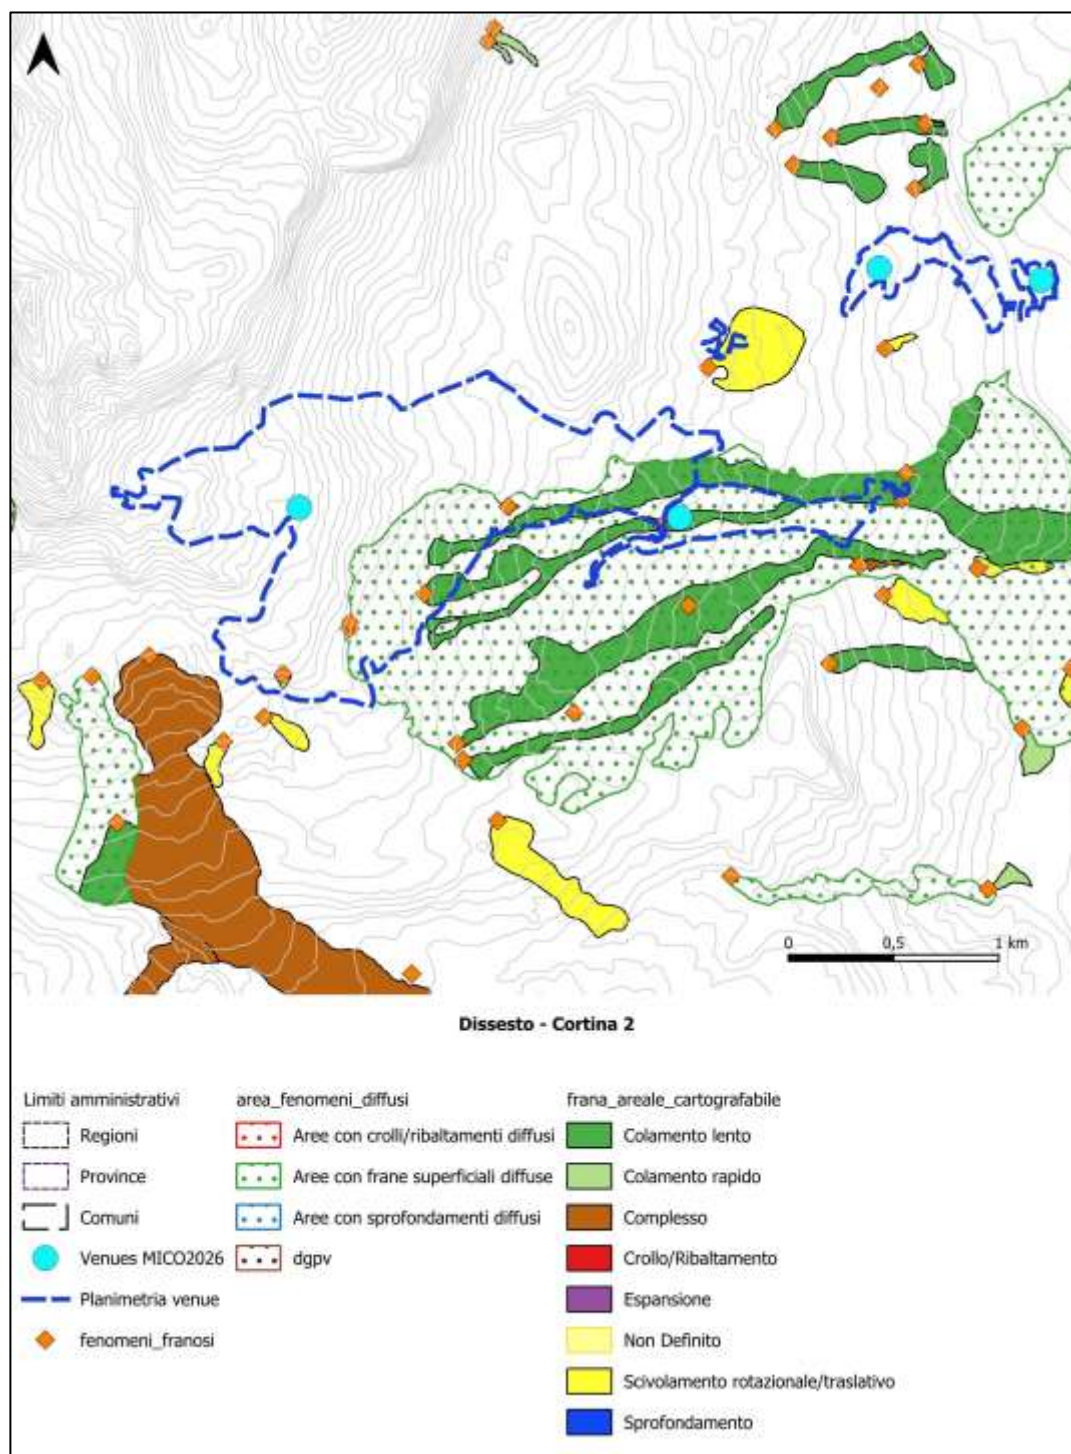 0 0,5 1 km
Dissesto - Cortina 2
Limiti amministrativi
Regioni
Province
Comuni
Venues MICO2026
Planimetria venue
fenomeni_franosi
area_fenomeni_diffusi
Aree con crolli/ribaltamenti diffusi
Aree con frane superficiali diffuse
Aree con sprofondamenti diffusi
dgpv
frana_areale_cartografabile
Colamento lento
Colamento rapido
Complesso
Crollo/Ribaltamento
Espansione
Non Definito
Scivolamento rotazionale/traslativo
Sprofondamento